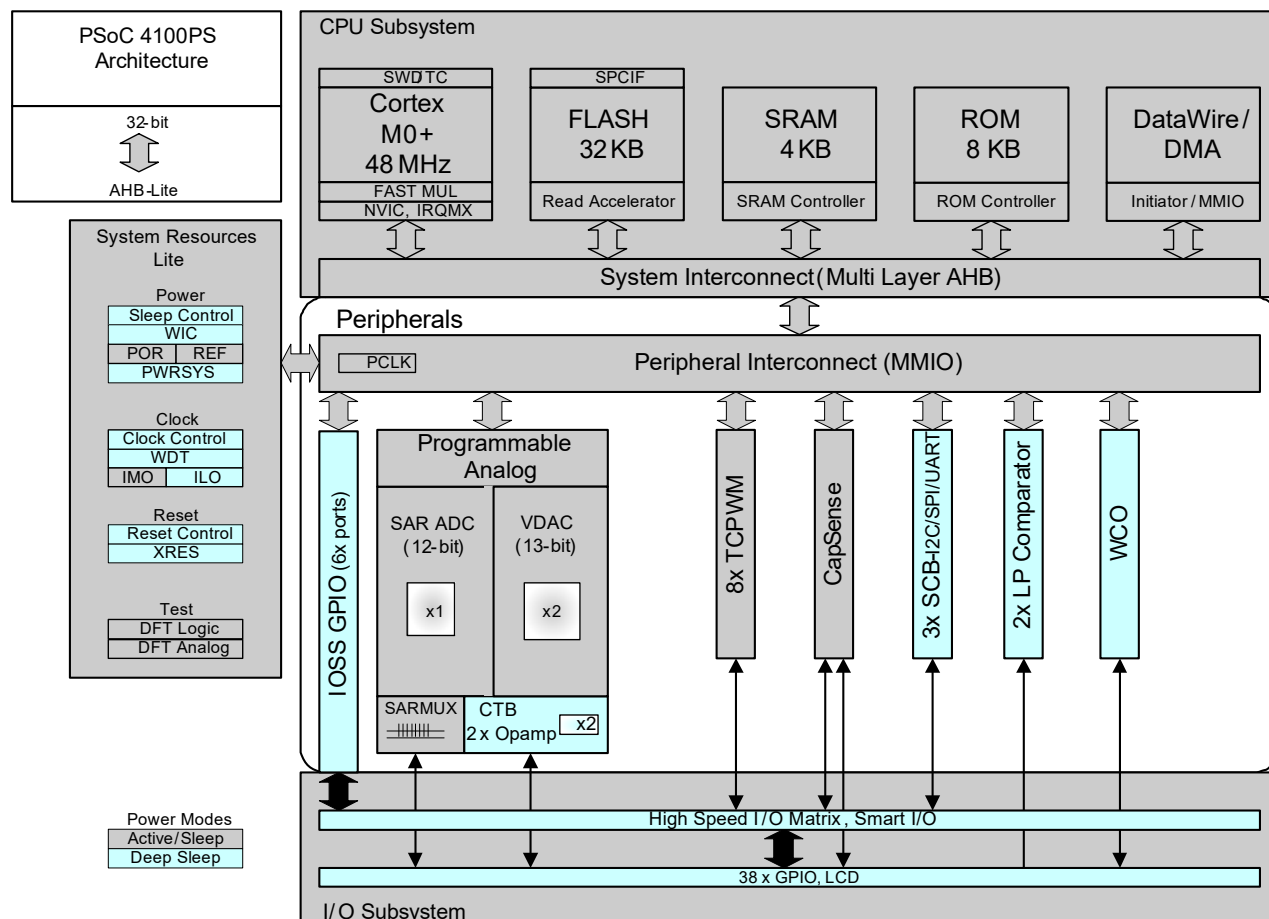 PSoC 4100PS
Architecture
32-bit
AHB-Lite
CPU Subsystem
SWD/TC
Cortex
M0+
48 MHz
FAST MUL
NVIC, IRQMX
SPCIF
FLASH
32 KB
Read Accelerator
SRAM
4 KB
SRAM Controller
ROM
8 KB
ROM Controller
DataWire/
DMA
Initiator/MMIO
System Interconnect (Multi Layer AHB)
System Resources
Lite
Power
Sleep Control
WIC
POR
REF
PWRSYS
Clock
Clock Control
WDT
IMO
ILO
Reset
Reset Control
XRES
Test
DFT Logic
DFT Analog
Peripherals
PCLK
Peripheral Interconnect (MMIO)
IOSS GPIO (6x ports)
Programmable
Analog
SAR ADC
(12-bit)
x1
VDAC
(13-bit)
x2
SARMUX
CTB
2 x Opamp
x2
8x TCPWM
CapSense
3x SCB-I2C/SPI/UART
2x LP Comparator
WCO
Power Modes
Active/Sleep
Deep Sleep
High Speed I/O Matrix, Smart I/O
38 x GPIO, LCD
I/O Subsystem